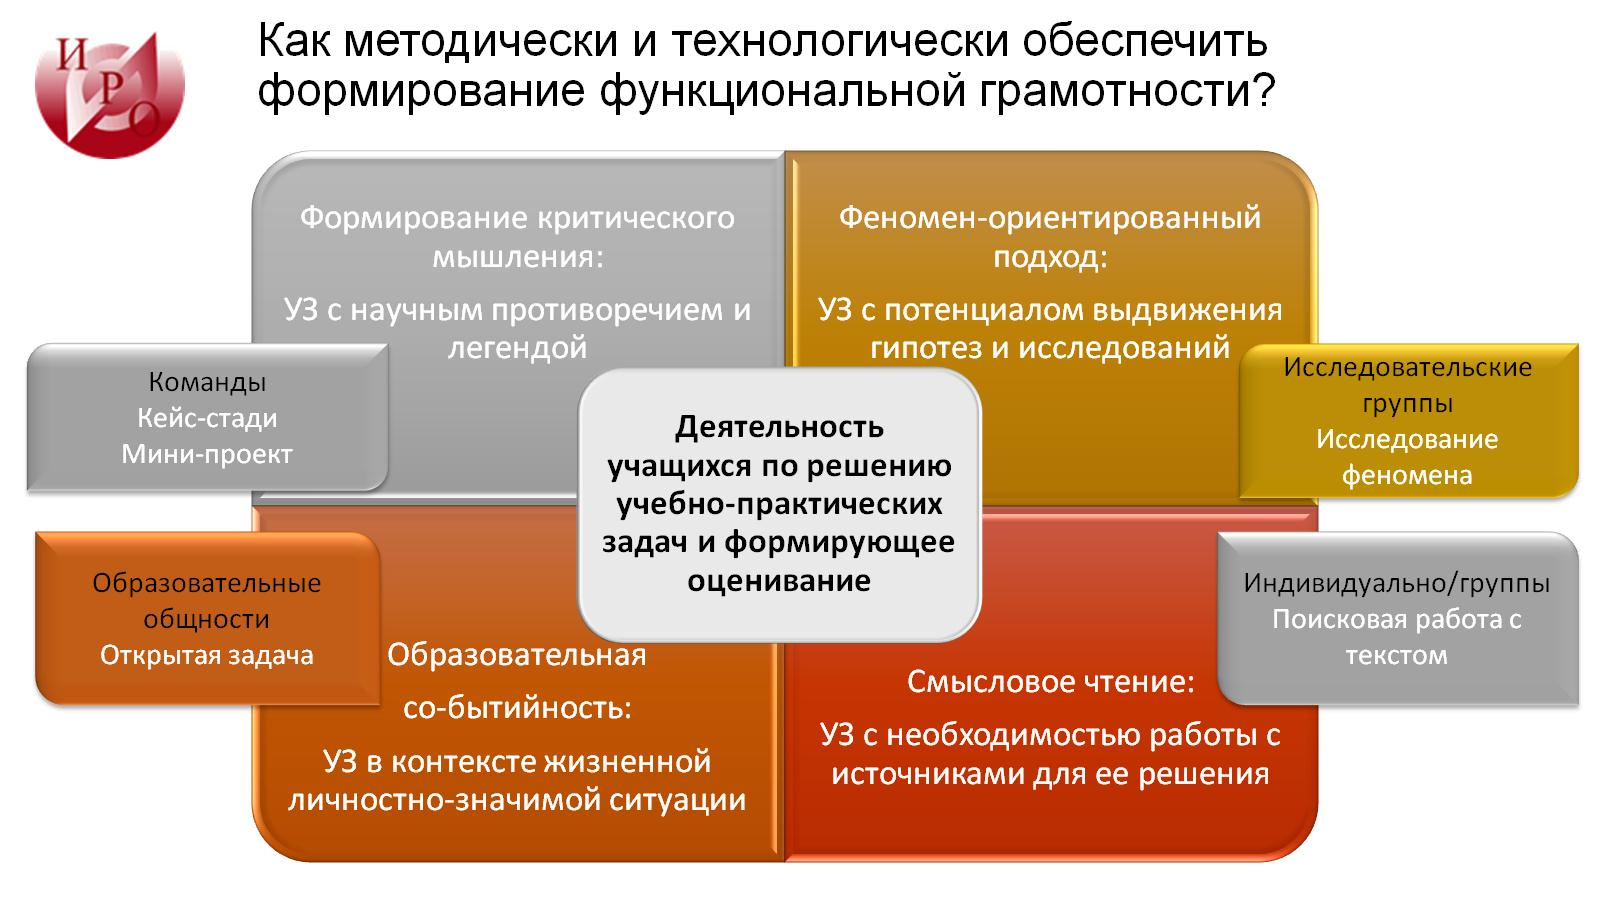 И
Р
О
Как методически и технологически обеспечить
формирование функциональной грамотности?
Формирование критического
мышления:
УЗ с научным противоречием и
легендой
Феномен-ориентированный
подход:
УЗ с потенциалом выдвижения
гипотез и исследований
Команды
Кейс-стади
Мини-проект
Исследовательские
группы
Исследование
феномена
Деятельность
учащихся по решению
учебно-практических
задач и формирующее
оценивание
Образовательные
общности
Открытая задача
Индивидуально/группы
Поисковая работа с
текстом
Образовательная
со-бытийность:
УЗ в контексте жизненной
личностно-значимой ситуации
Смысловое чтение:
УЗ с необходимостью работы с
источниками для ее решения